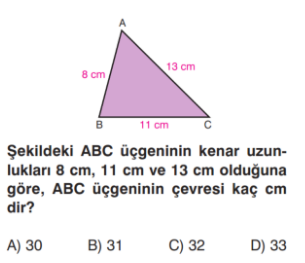 A
8 cm
13 cm
B
11 cm
C
Şekildeki ABC üçgeninin kenar uzun-
lukları 8 cm, 11 cm ve 13 cm olduğuna
göre, ABC üçgeninin çevresi kaç cm
dir?
A) 30 B) 31 C) 32 D) 33